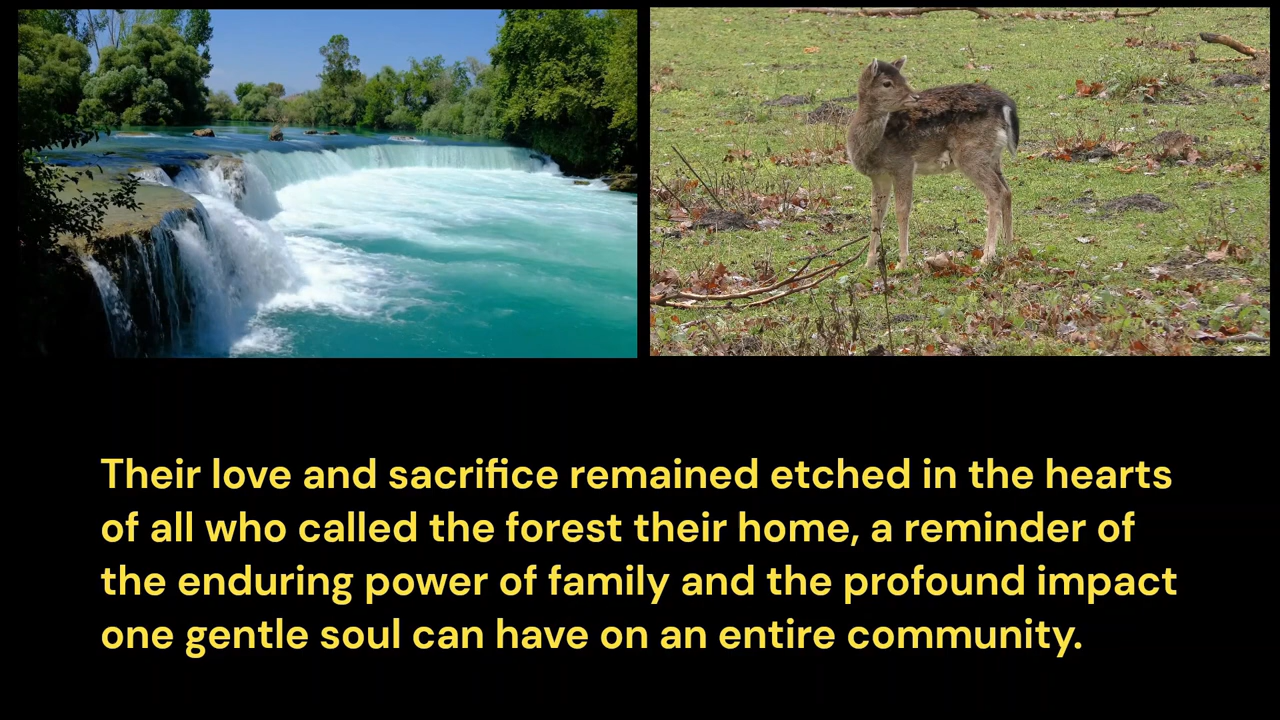 Their love and sacrifice remained etched in the hearts
of all who called the forest their home, a reminder of
the enduring power of family and the profound impact
one gentle soul can have on an entire community.